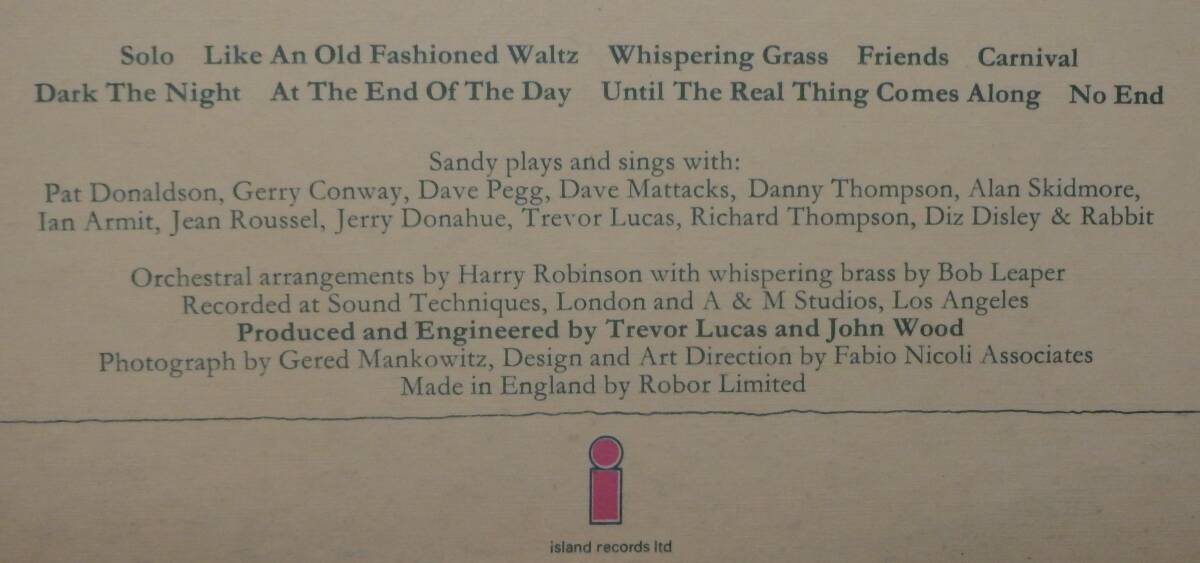 Solo Like An Old Fashioned Waltz Whispering Grass Friends Carnival
Dark The Night At The End Of The Day Until The Real Thing Comes Along No End
Sandy plays and sings with:
Pat Donaldson, Gerry Conway, Dave Pegg, Dave Mattacks, Danny Thompson, Alan Skidmore,
Ian Armit, Jean Roussel, Jerry Donahue, Trevor Lucas, Richard Thompson, Diz Disley & Rabbit
Orchestral arrangements by Harry Robinson with whispering brass by Bob Leaper
Recorded at Sound Techniques, London and A & M Studios, Los Angeles
Produced and Engineered by Trevor Lucas and John Wood
Photograph by Gered Mankowitz, Design and Art Direction by Fabio Nicoli Associates
Made in England by Robor Limited
i
island records ltd